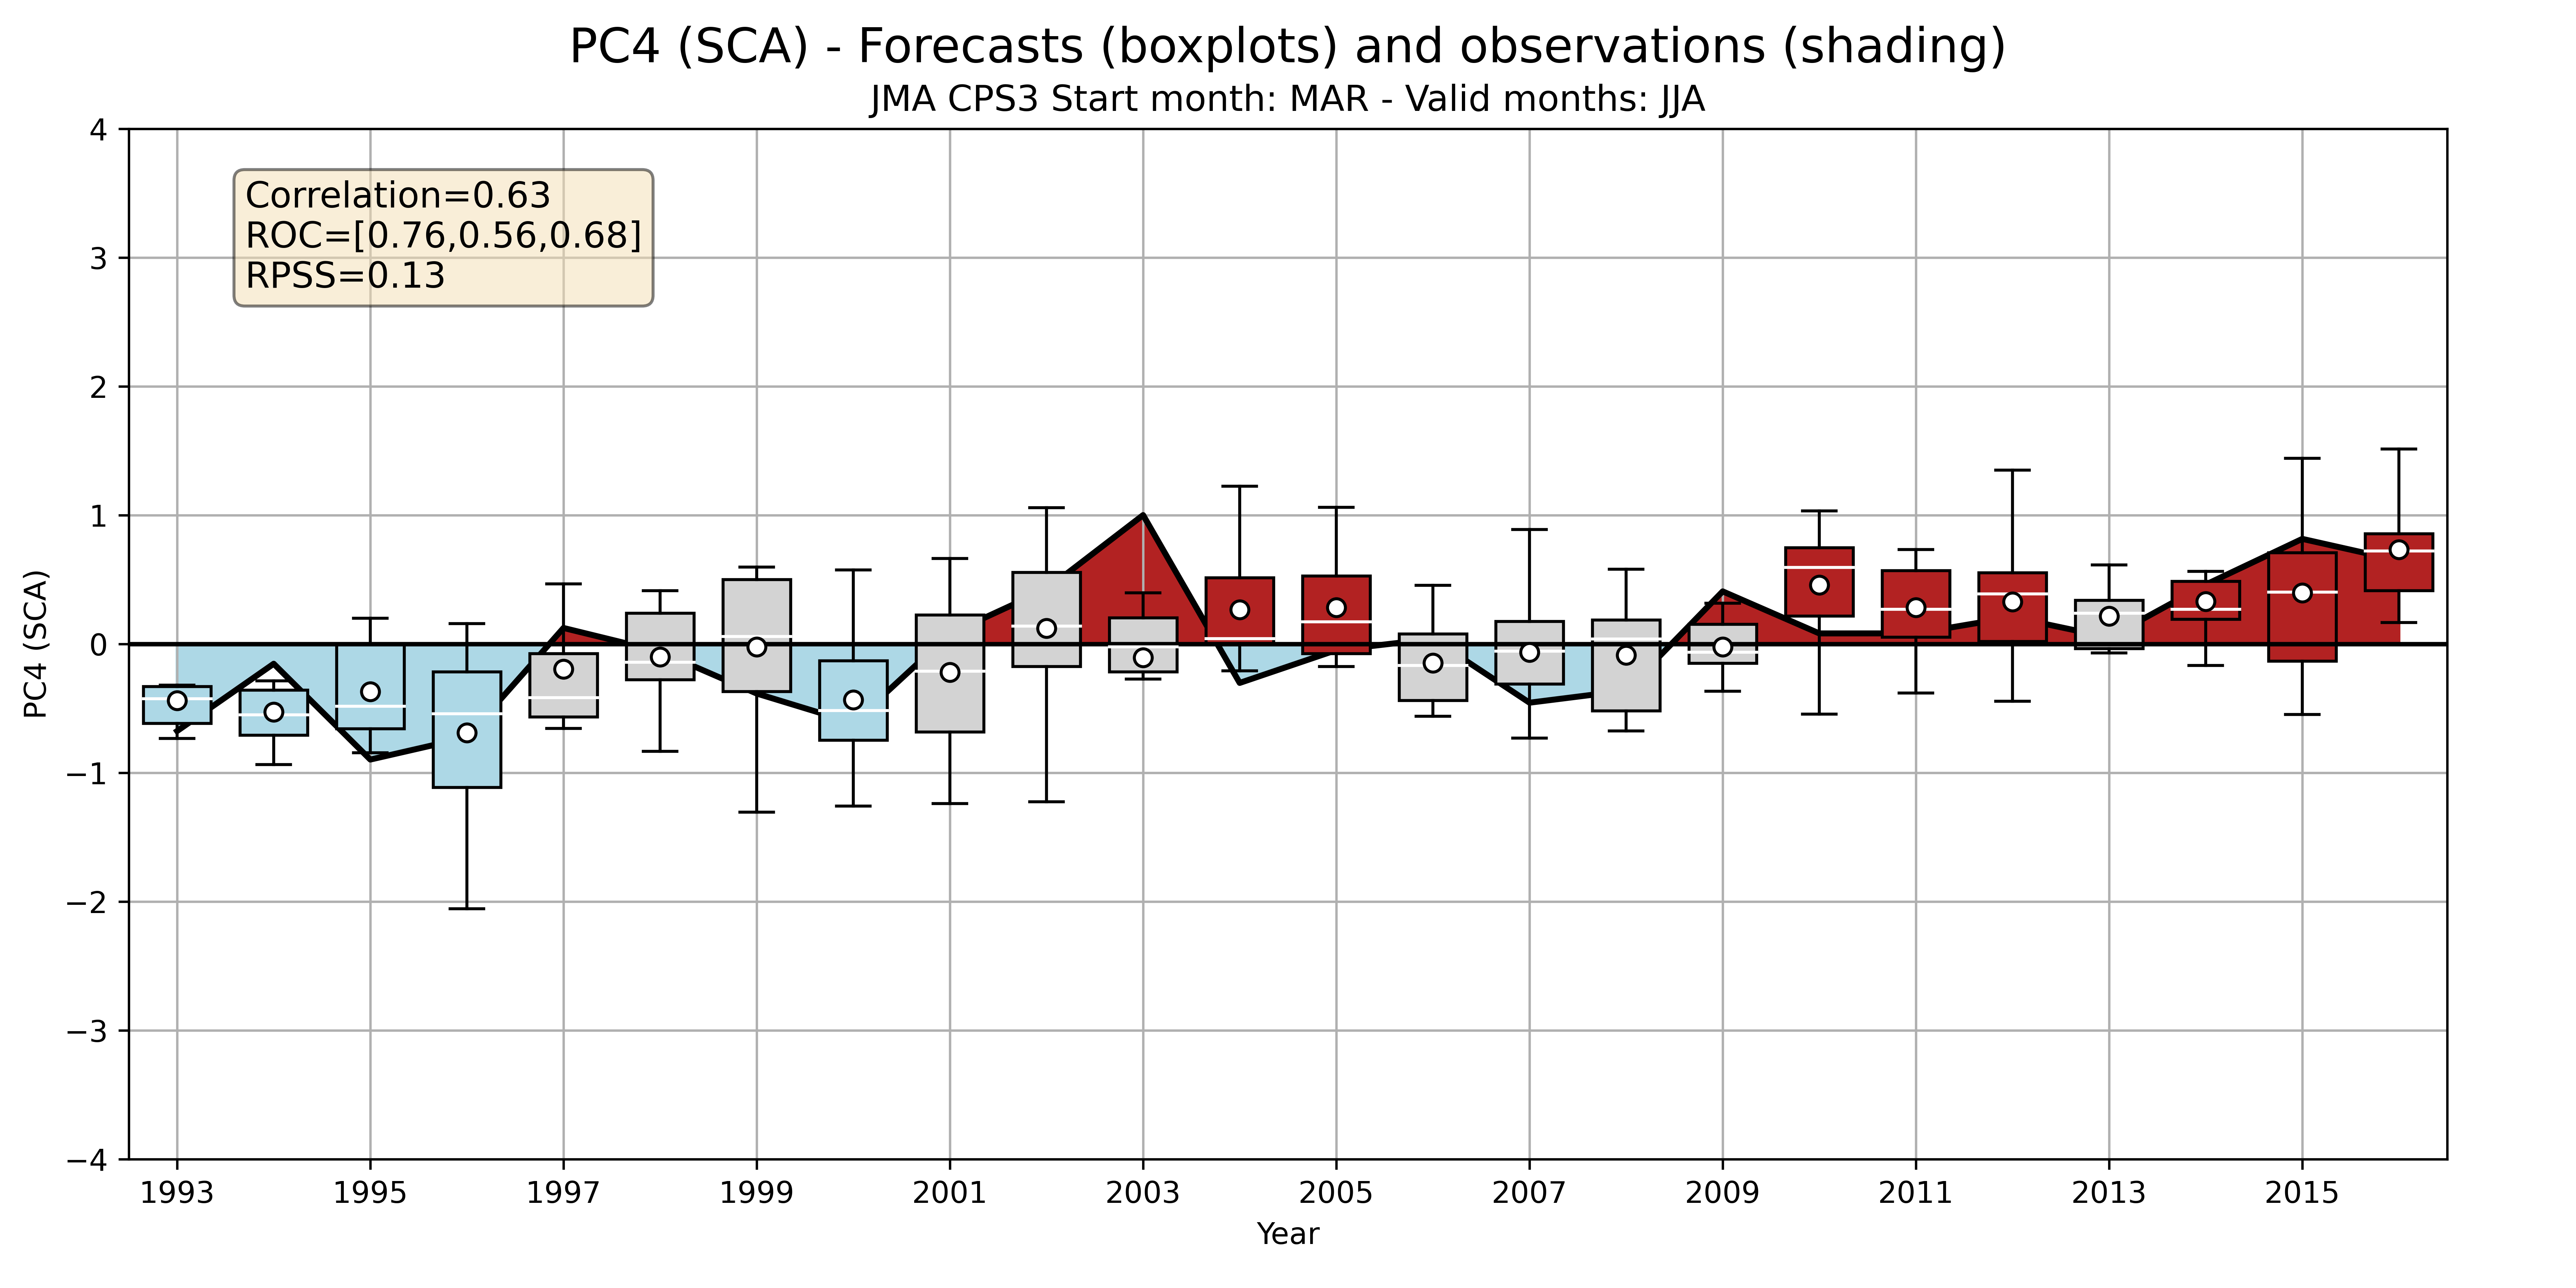 PC4 (SCA) - Forecasts (boxplots) and observations (shading)
JMA CPS3 Start month: MAR - Valid months: JJA
Correlation=0.63
ROC=[0.76,0.56,0.68]
RPSS=0.13
PC4 (SCA)
4
3
2
1
0
−1
−2
−3
−4
1993 1995 1997 1999 2001 2003 2005 2007 2009 2011 2013 2015
Year